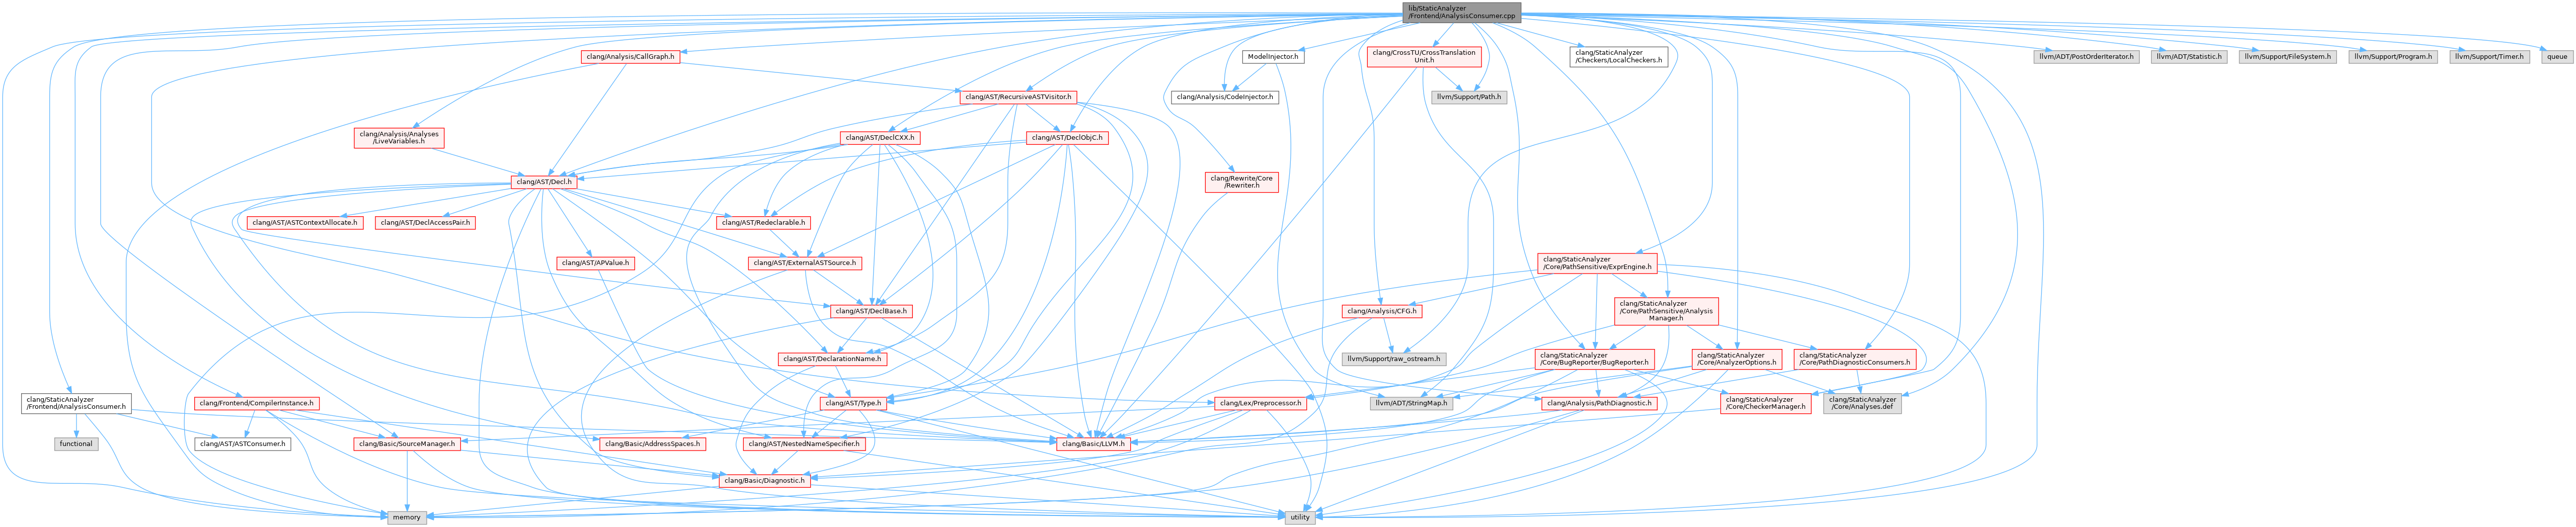 lib/StaticAnalyzer
/Frontend/AnalysisConsumer.cpp
clang/Analysis/CallGraph.h
ModelInjector.h
clang/CrossTU/CrossTranslation
Unit.h
clang/StaticAnalyzer
/Checkers/LocalCheckers.h
llvm/ADT/PostOrderIterator.h
llvm/ADT/Statistic.h
llvm/Support/FileSystem.h
llvm/Support/Program.h
llvm/Support/Timer.h
queue
clang/AST/RecursiveASTVisitor.h
clang/Analysis/CodeInjector.h
llvm/Support/Path.h
clang/Analysis/Analyses
/LiveVariables.h
clang/AST/DeclCXX.h
clang/AST/DeclObjC.h
clang/AST/Decl.h
clang/Rewrite/Core
/Rewriter.h
clang/AST/ASTContextAllocate.h
clang/AST/DeclAccessPair.h
clang/AST/Redeclarable.h
clang/AST/APValue.h
clang/AST/ExternalASTSource.h
clang/StaticAnalyzer
/Core/PathSensitive/ExprEngine.h
clang/AST/DeclBase.h
clang/Analysis/CFG.h
clang/StaticAnalyzer
/Core/PathSensitive/Analysis
Manager.h
clang/AST/DeclarationName.h
llvm/Support/raw_ostream.h
clang/StaticAnalyzer
/Core/BugReporter/BugReporter.h
clang/StaticAnalyzer
/Core/AnalyzerOptions.h
clang/StaticAnalyzer
/Core/PathDiagnosticConsumers.h
clang/StaticAnalyzer
/Frontend/AnalysisConsumer.h
clang/Frontend/CompilerInstance.h
clang/AST/Type.h
clang/Lex/Preprocessor.h
llvm/ADT/StringMap.h
clang/Analysis/PathDiagnostic.h
clang/StaticAnalyzer
/Core/CheckerManager.h
clang/StaticAnalyzer
/Core/Analyses.def
functional
clang/AST/ASTConsumer.h
clang/Basic/SourceManager.h
clang/Basic/AddressSpaces.h
clang/AST/NestedNameSpecifier.h
clang/Basic/LLVM.h
clang/Basic/Diagnostic.h
memory
utility